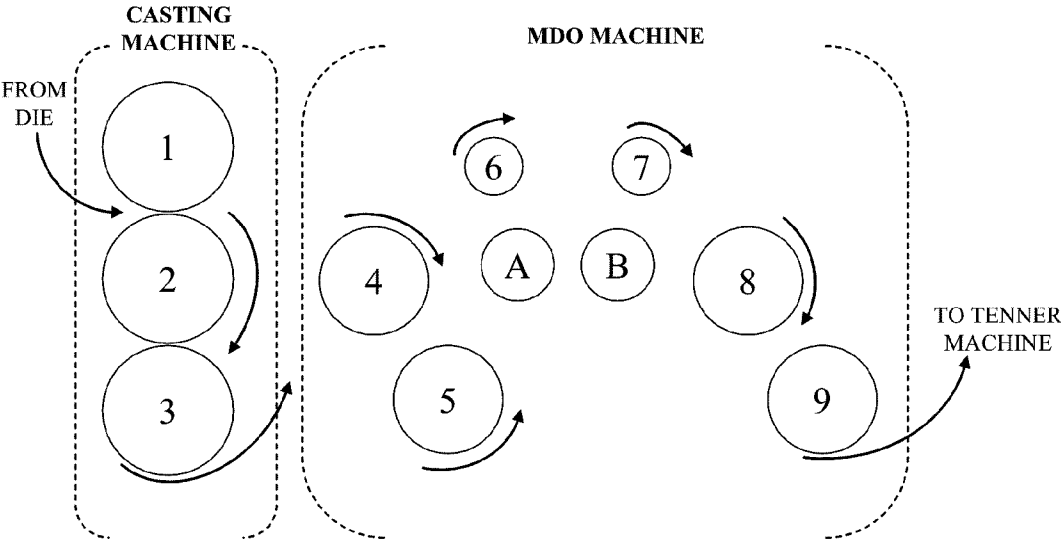 CASTING
MACHINE
MDO MACHINE
FROM
DIE
1
2
3
4
5
6
7
A
B
8
9
TO TENNER
MACHINE